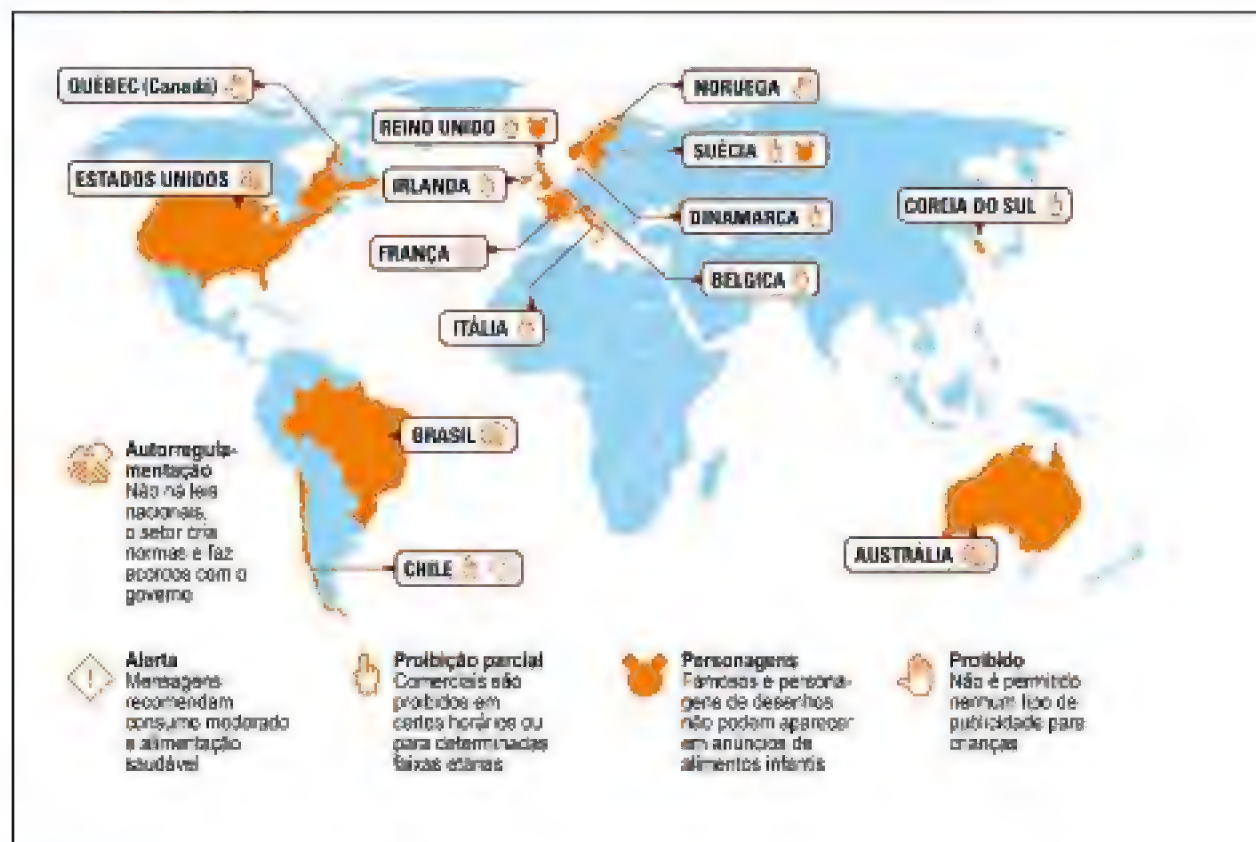 QUÉBEC (Canadá)
NORUEGA
REINO UNIDO
SUÉCIA
ESTADOS UNIDOS
IRLANDA
COREIA DO SUL
DINAMARCA
FRANÇA
BÉLGICA
ITÁLIA
BRASIL
AUSTRÁLIA
CHILE
Autorregula-
mentação
Não há leis
nacionais,
o setor cria
normas e faz
acordos com o
governo
Alerta
Mensagens
recomendam
consumo moderado
e alimentação
saudável
Proibição parcial
Comerciais são
proibidos em
certos horários ou
para determinadas
faixas etárias
Personagens
Famosos e persona-
gens de desenhos
não podem aparecer
em anúncios de
alimentos infantis
Proibido
Não é permitido
nenhum tipo de
publicidade para
crianças